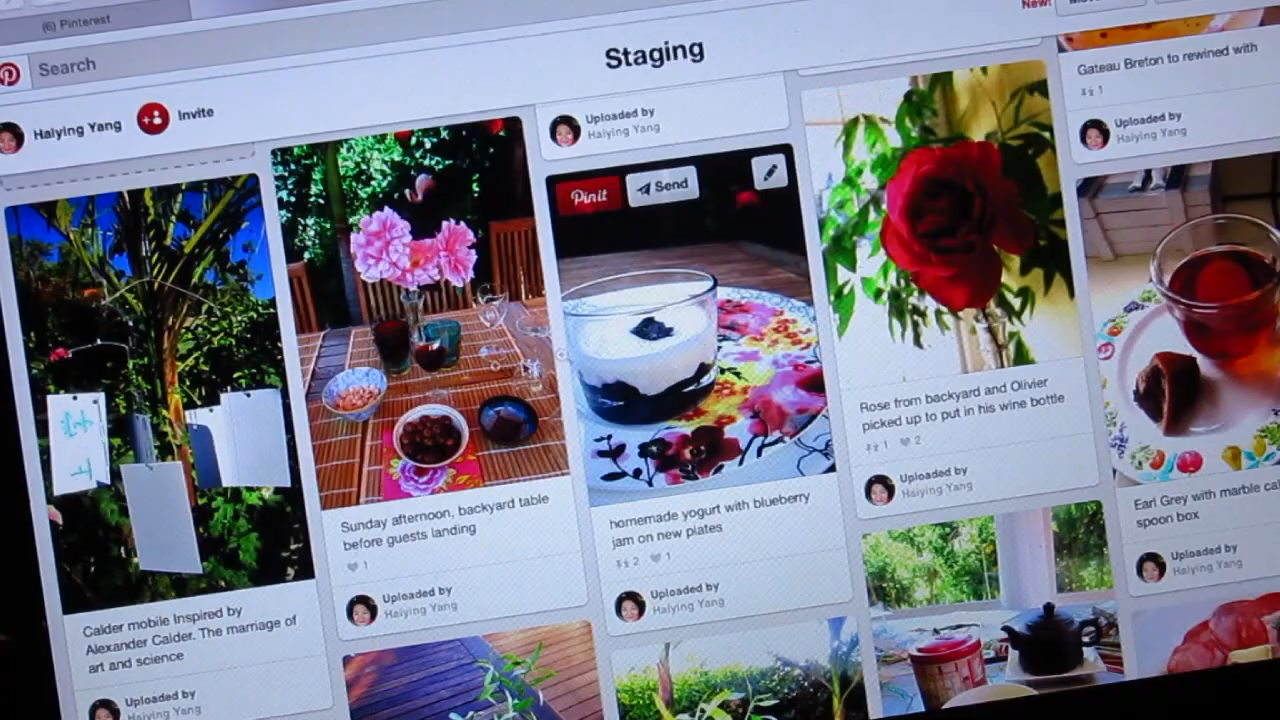 (6) Pinterest
Search
Staging
New!
Haiying Yang
Invite
Calder mobile Inspired by
Alexander Calder. The marriage of
art and science
Uploaded by
Haiying Yang
Sunday afternoon, backyard table
before guests landing
1
Uploaded by
Haiying Yang
Uploaded by
Haiying Yang
Pinit
Send
homemade yogurt with blueberry
jam on new plates
2 1
Uploaded by
Haiying Yang
Rose from backyard and Olivier
picked up to put in his wine bottle
1 2
Uploaded by
Haiying Yang
Gateau Breton to rewined with
1
Uploaded by
Haiying Yang
Earl Grey with marble
spoon box
Uploaded by
Haiying Yang